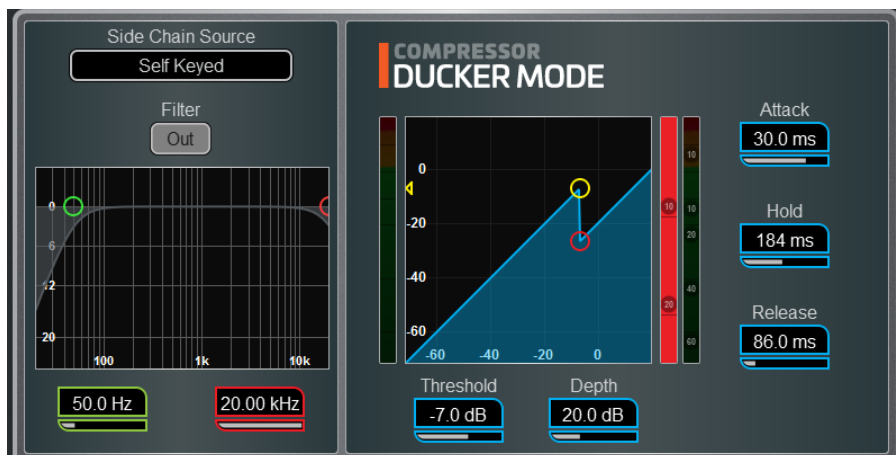 Side Chain Source
Self Keyed
Filter
Out
0
6
12
20
100 1k 10k
50.0 Hz 20.00 kHz
COMPRESSOR
DUCKER MODE
0
-20
-40
-60
-60 -40 -20 0
10
20
10
10
20
40
60
Threshold Depth
-7.0 dB 20.0 dB
Attack
30.0 ms
Hold
184 ms
Release
86.0 ms